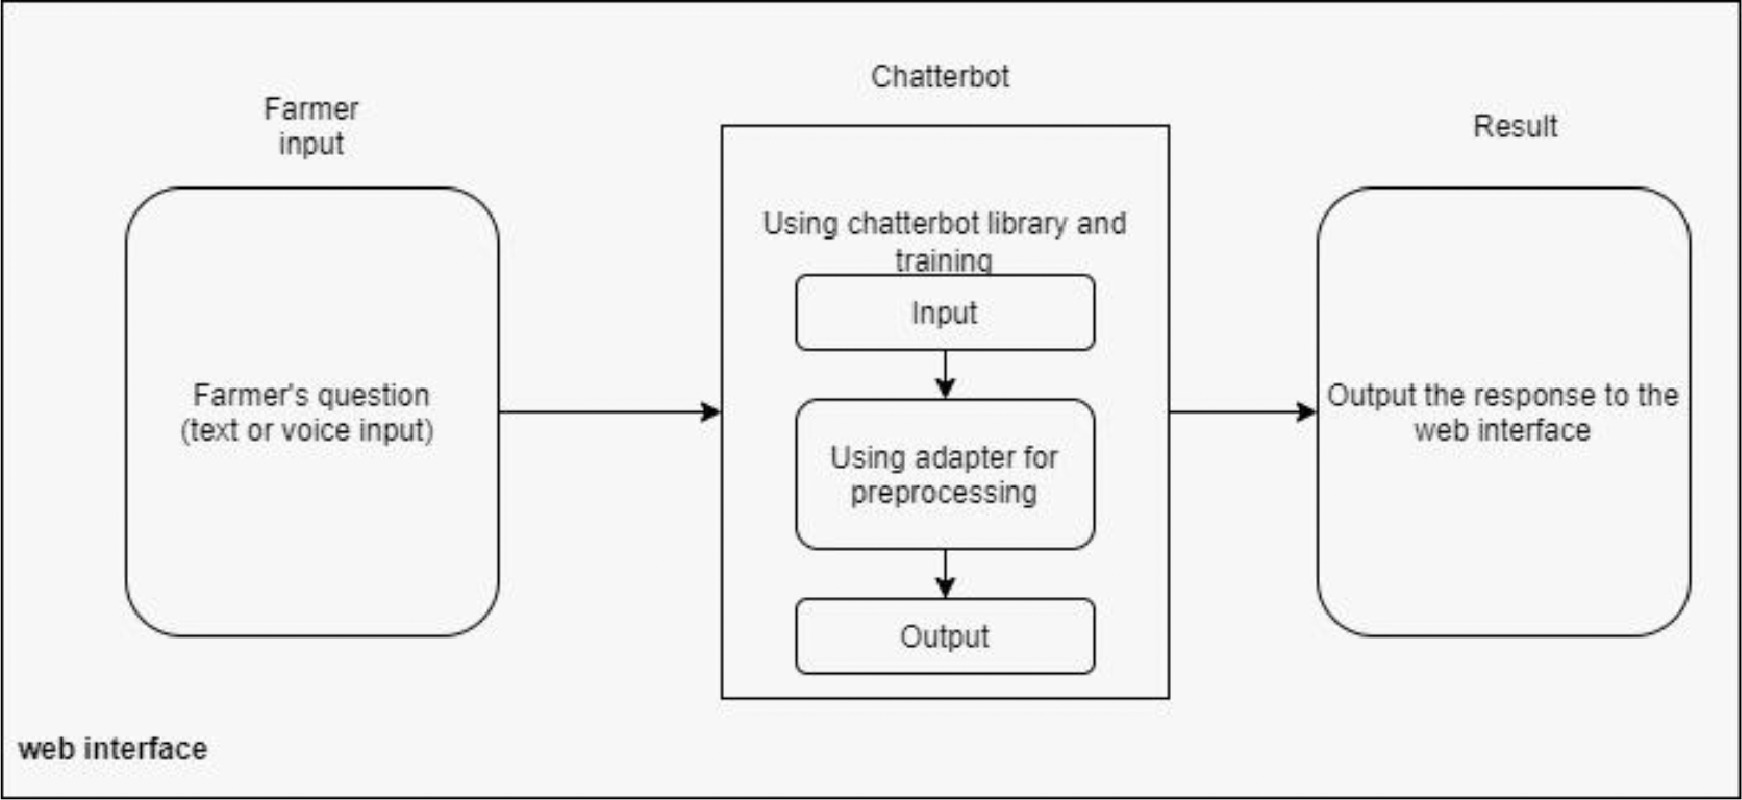 Farmer
input
Farmer's question
(text or voice input)
Chatterbot
Using chatterbot library and
training
Input
Using adapter for
preprocessing
Output
Result
Output the response to the
web interface
web interface